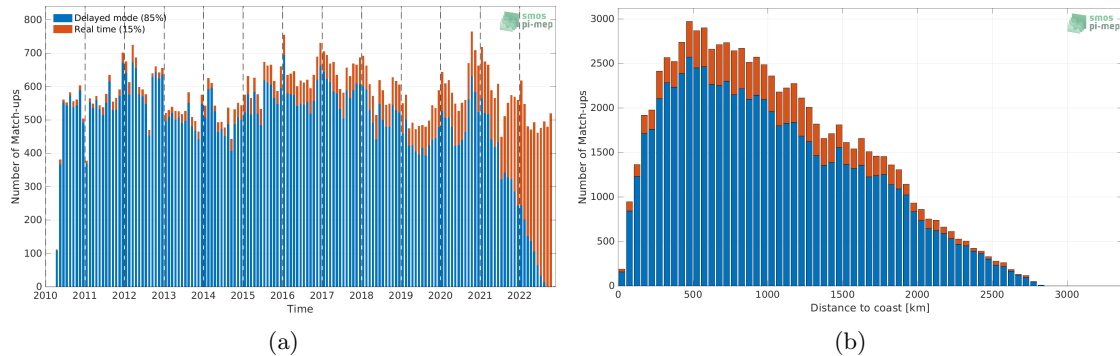 Delayed mode (85%)
Real time (15%)
smos
pi-mep
800
700
600
500
400
300
200
100
0
Number of Match-ups
2010 2011 2012 2013 2014 2015 2016 2017 2018 2019 2020 2021 2022
Time
(a)
smos
pi-mep
3000
2500
2000
1500
1000
500
0
Number of Match-ups
0 500 1000 1500 2000 2500 3000
Distance to coast [km]
(b)